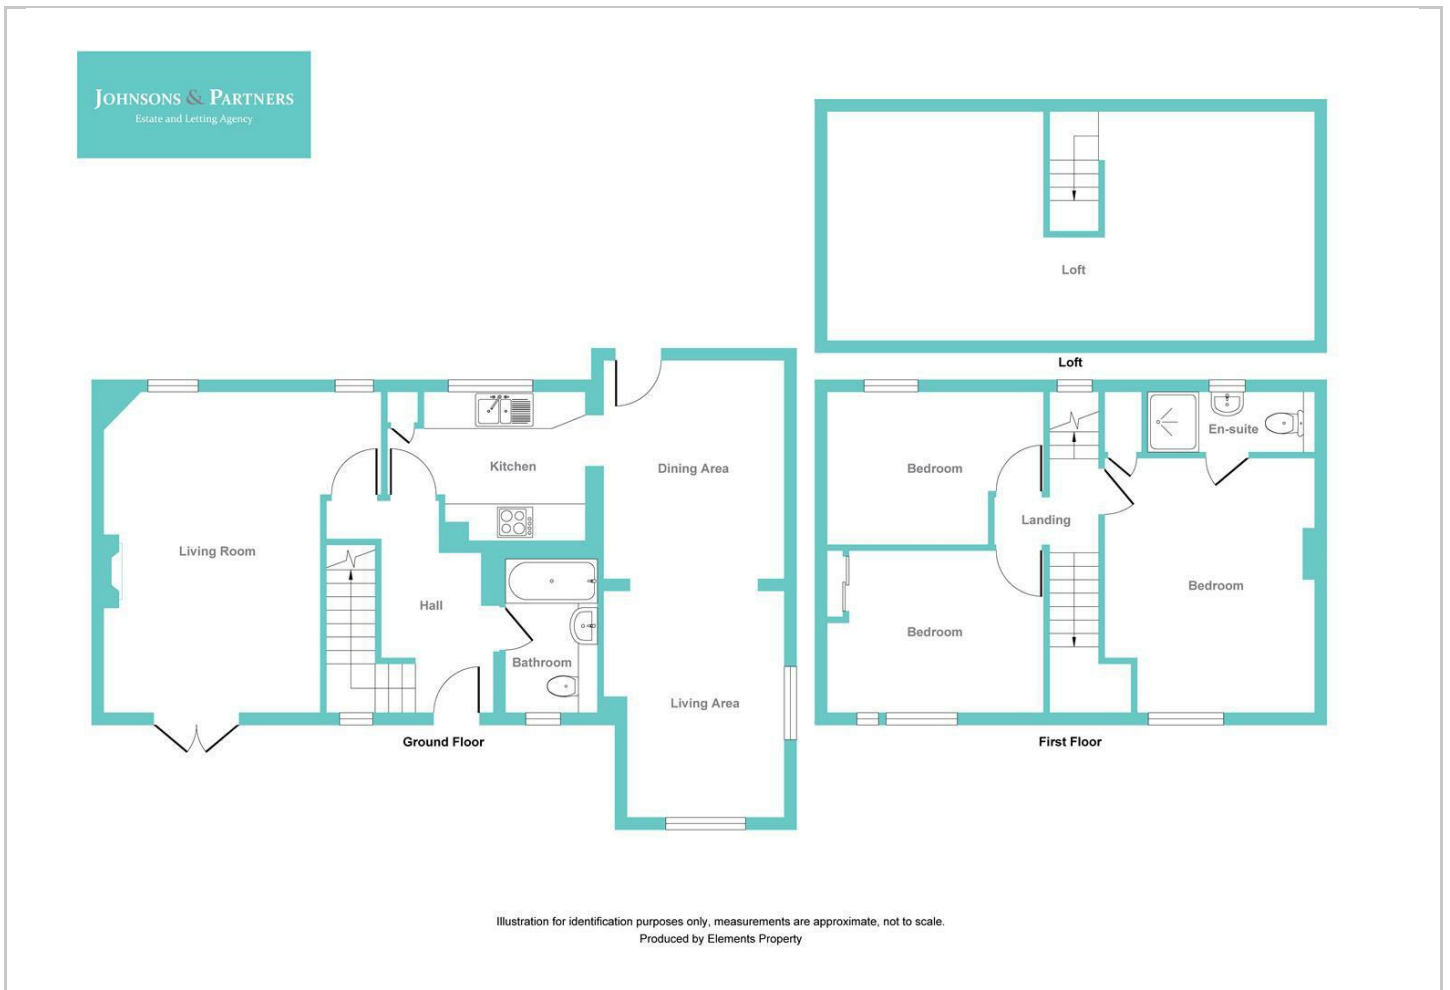 JOHNSONS & PARTNERS
Estate and Letting Agency
Loft
Loft
Living Room
Kitchen
Dining Area
Hall
Bathroom
Living Area
Ground Floor
Bedroom
En-suite
Landing
Bedroom
Bedroom
First Floor
Illustration for identification purposes only, measurements are approximate, not to scale.
Produced by Elements Property